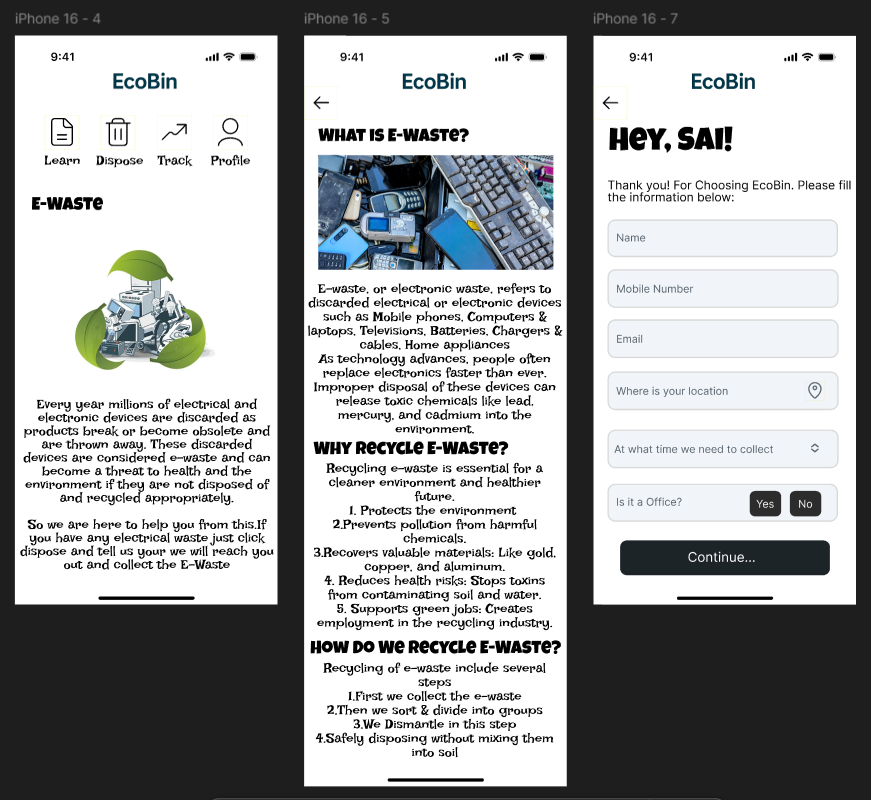 iPhone 16 - 4
9:41
EcoBin
Learn
Dispose
Track
Profile
E-Waste
Every year millions of electrical and
electronic devices are discarded as
products break or become obsolete and
are thrown away. These discarded
devices are considered e-waste and can
become a threat to health and the
environment if they are not disposed of
and recycled appropriately.
So we are here to help you from this.If
you have any electrical waste just click
dispose and tell us your we will reach you
out and collect the E-Waste
iPhone 16 - 5
9:41
EcoBin
What is E-Waste?
E-waste, or electronic waste, refers to
discarded electrical or electronic devices
such as Mobile phones, Computers &
laptops, Televisions, Batteries, Chargers &
cables, Home appliances
As technology advances, people often
replace electronics faster than ever.
Improper disposal of these devices can
release toxic chemicals like lead,
mercury, and cadmium into the
environment.
Why Recycle E-Waste?
Recycling e-waste is essential for a
cleaner environment and healthier
future.
1. Protects the environment
2.Prevents pollution from harmful
chemicals.
3.Recovers valuable materials: Like gold,
copper, and aluminum.
4. Reduces health risks: Stops toxins
from contaminating soil and water.
5. Supports green jobs: Creates
employment in the recycling industry.
How do We Recycle E-Waste?
Recycling of e-waste include several
steps
1.First we collect the e-waste
2.Then we sort & divide into groups
3.We Dismantle in this step
4.Safely disposing without mixing them
into soil
iPhone 16 - 7
9:41
EcoBin
Hey, SAI!
Thank you! For Choosing EcoBin. Please fill
the information below:
Name
Mobile Number
Email
Where is your location
At what time we need to collect
Is it a Office?
Yes
No
Continue...